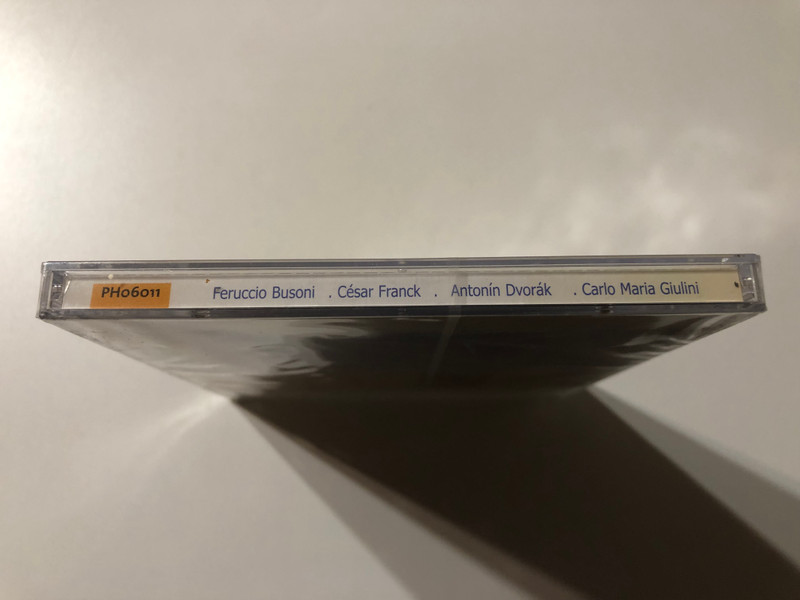 PH06011 Feruccio Busoni . César Franck . Antonín Dvorák . Carlo Maria Giulini